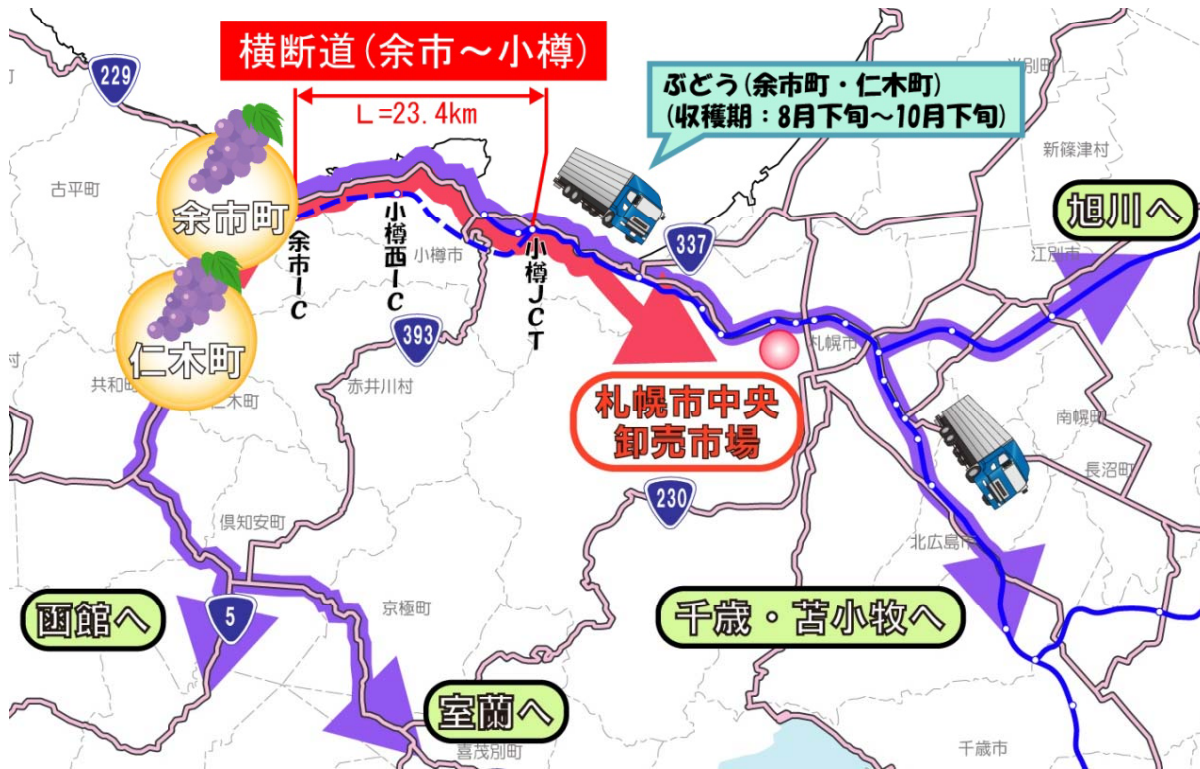 横断道(余市～小樽)
L=23.4km
229
ぶどう(余市町・仁木町)
(収穫期：8月下旬～10月下旬)
新篠津村
古平町
余市町
旭川へ
337
江別市
余市IC
小樽西IC
小樽市
小樽JCT
仁木町
393
札幌市
共和町
仁木町
赤井川村
札幌市中央
卸売市場
南幌町
長沼町
230
倶知安町
北広島市
函館へ
5
京極町
千歳・苫小牧へ
室蘭へ
喜茂別町
千歳市